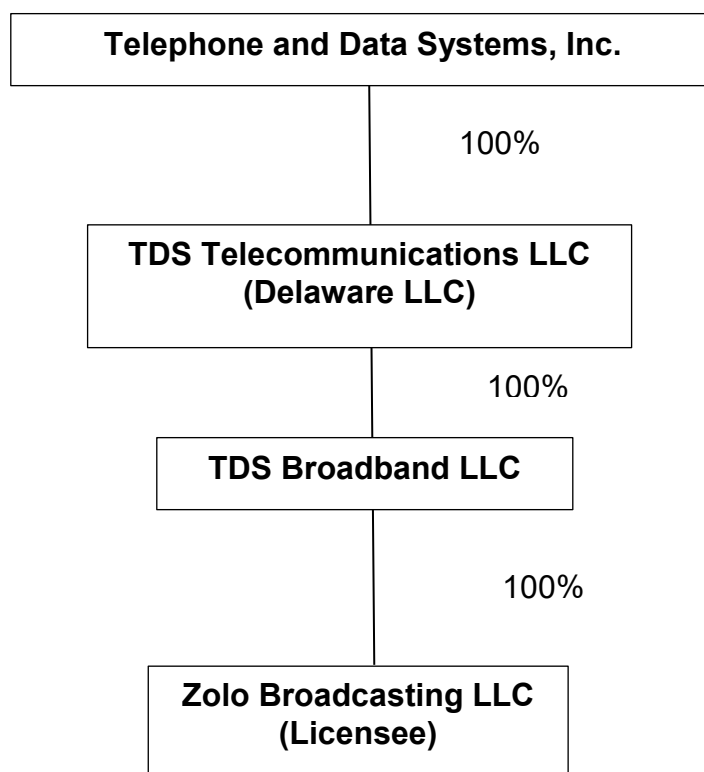 Telephone and Data Systems, Inc.
100%
TDS Telecommunications LLC
(Delaware LLC)
100%
TDS Broadband LLC
100%
Zolo Broadcasting LLC
(Licensee)